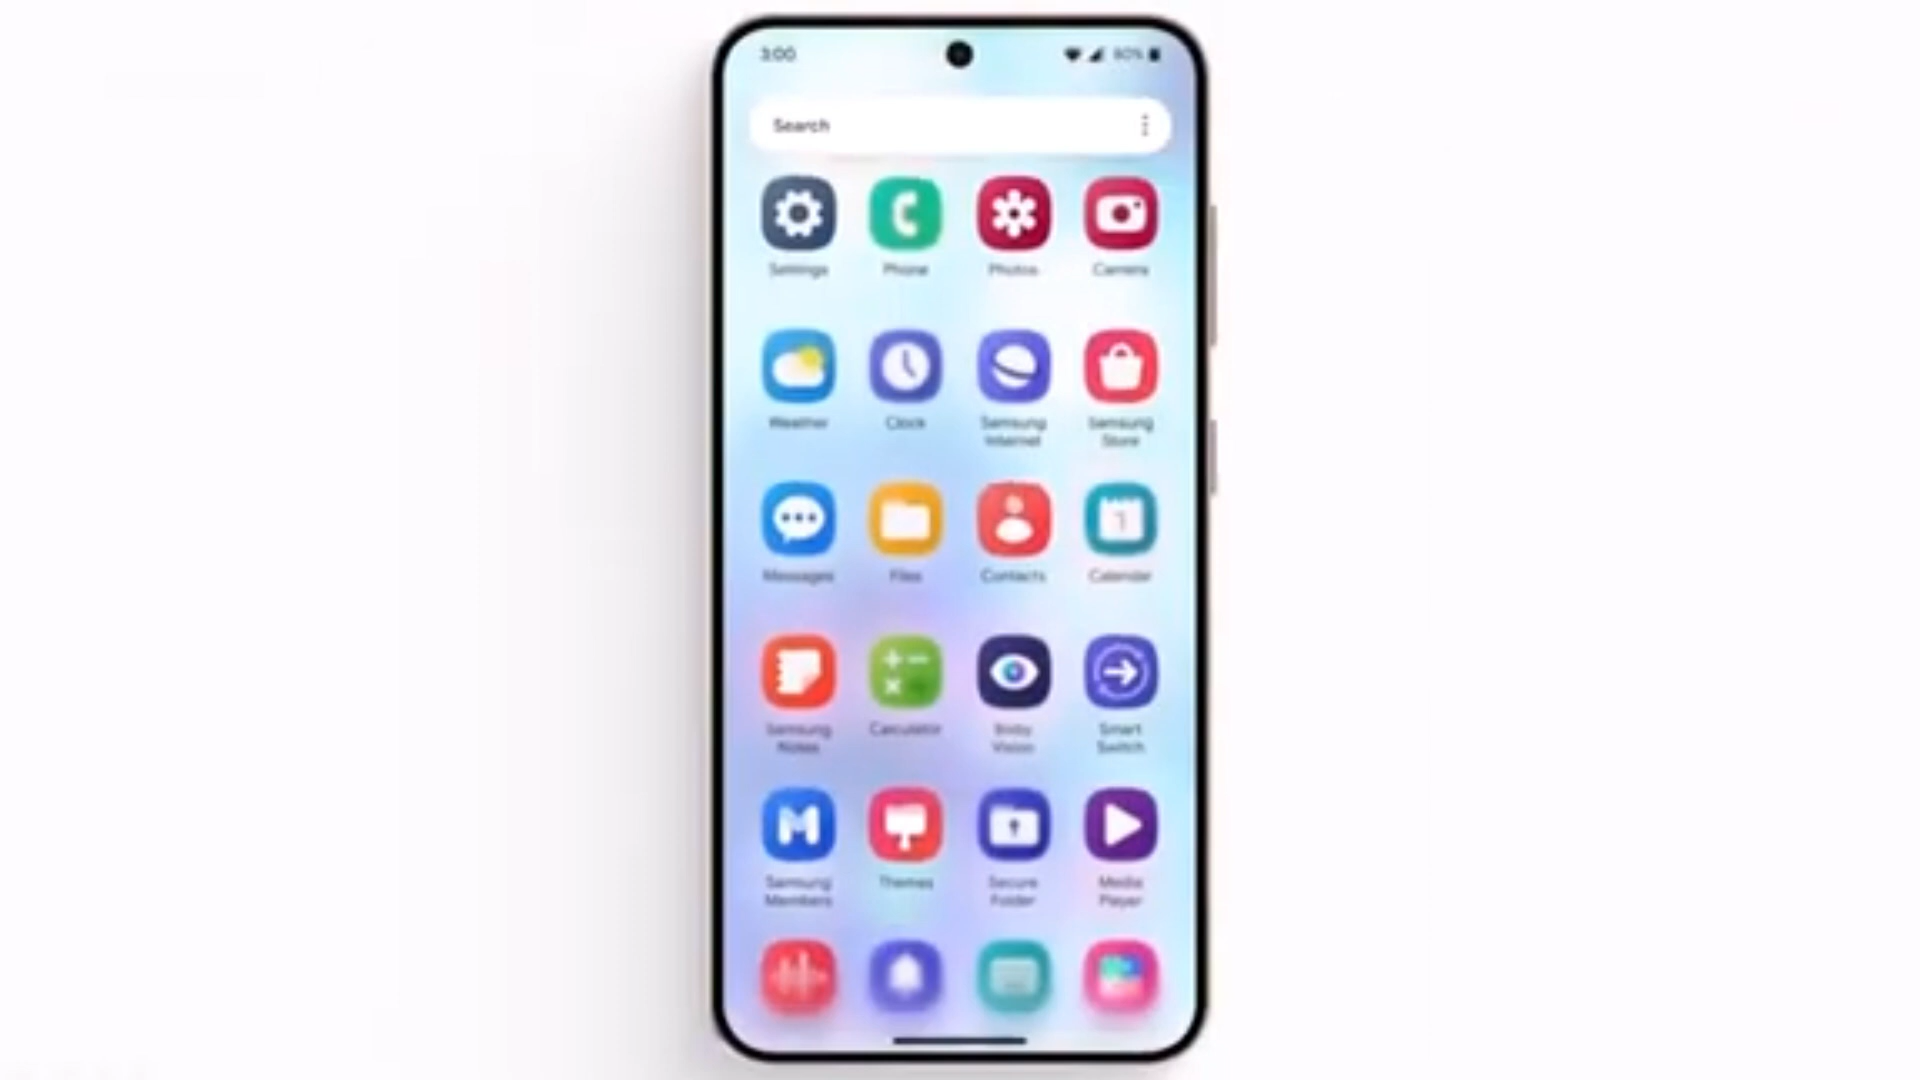 3:00
80%
Search
Settings Phone Photos Camera
Weather Clock Samsung Internet Samsung Store
Messages Files Contacts Calendar
Samsung Notes Calculator Bixby Vision Smart Switch
Samsung Members Themes Secure Folder Media Player